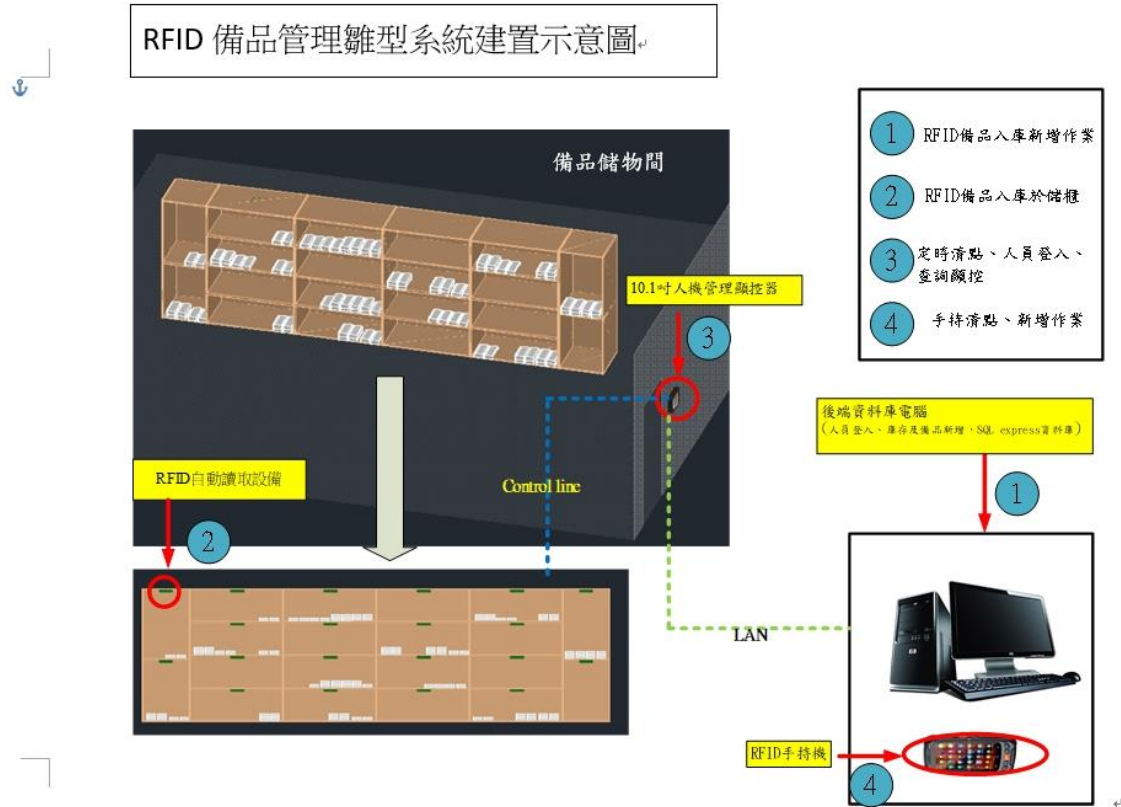 RFID 備品管理雛型系統建置示意圖
備品儲物間
10.1吋人機管理顯控器
3
RFID自動讀取設備
2
Control line
LAN
1 RFID備品入庫新增作業
2 RFID備品入庫於儲櫃
3 定時清點、人員登入、
查詢顯控
4 手持清點、新增作業
後端資料庫電腦
(人員登入、庫存及備品新增，SQL express資料庫)
1
RFID手持機
4